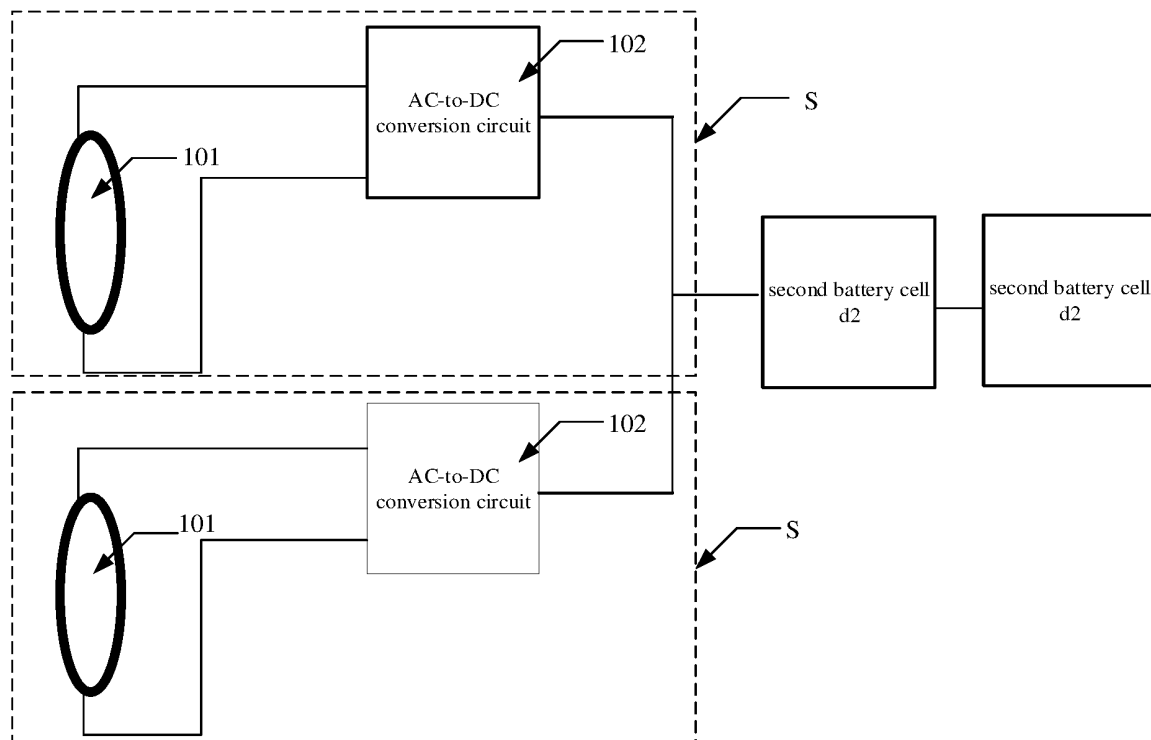 102
AC-to-DC
conversion circuit
S
101
second battery cell
d2
second battery cell
d2
102
AC-to-DC
conversion circuit
101
S